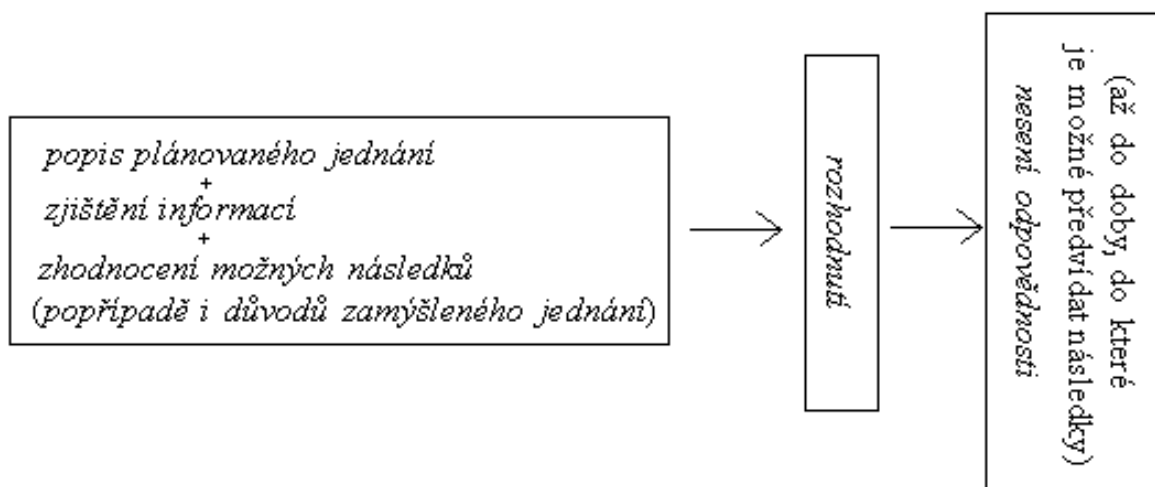 popis plánovaného jednání
+
zjištění informací
+
zhodnocení možných následků
(popřípadě i důvodů zamýšleného jednání)
rozhodnutí
(až do doby, do které
je možné předvídat následky)
nesení odpovědnosti